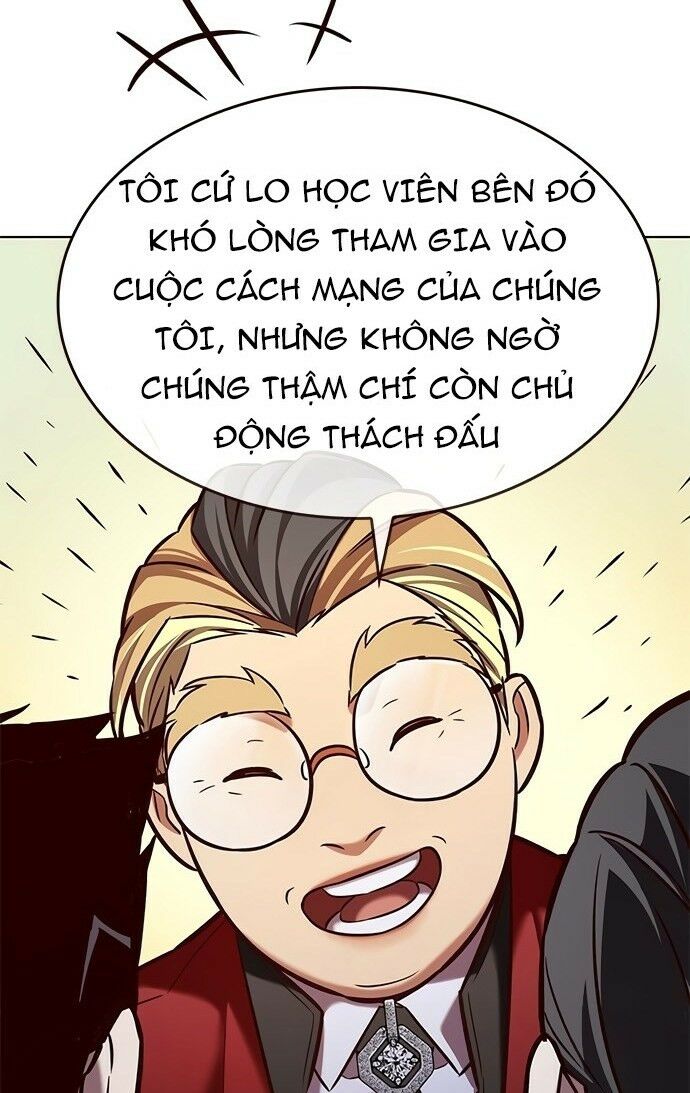 TÔI CỨ LO HỌC VIÊN BÊN ĐÓ
KHÓ LÒNG THAM GIA VÀO
CUỘC CÁCH MẠNG CỦA CHÚNG
TÔI, NHƯNG KHÔNG NGỜ
CHÚNG THẬM CHÍ CÒN CHỦ
ĐỘNG THÁCH ĐẤU